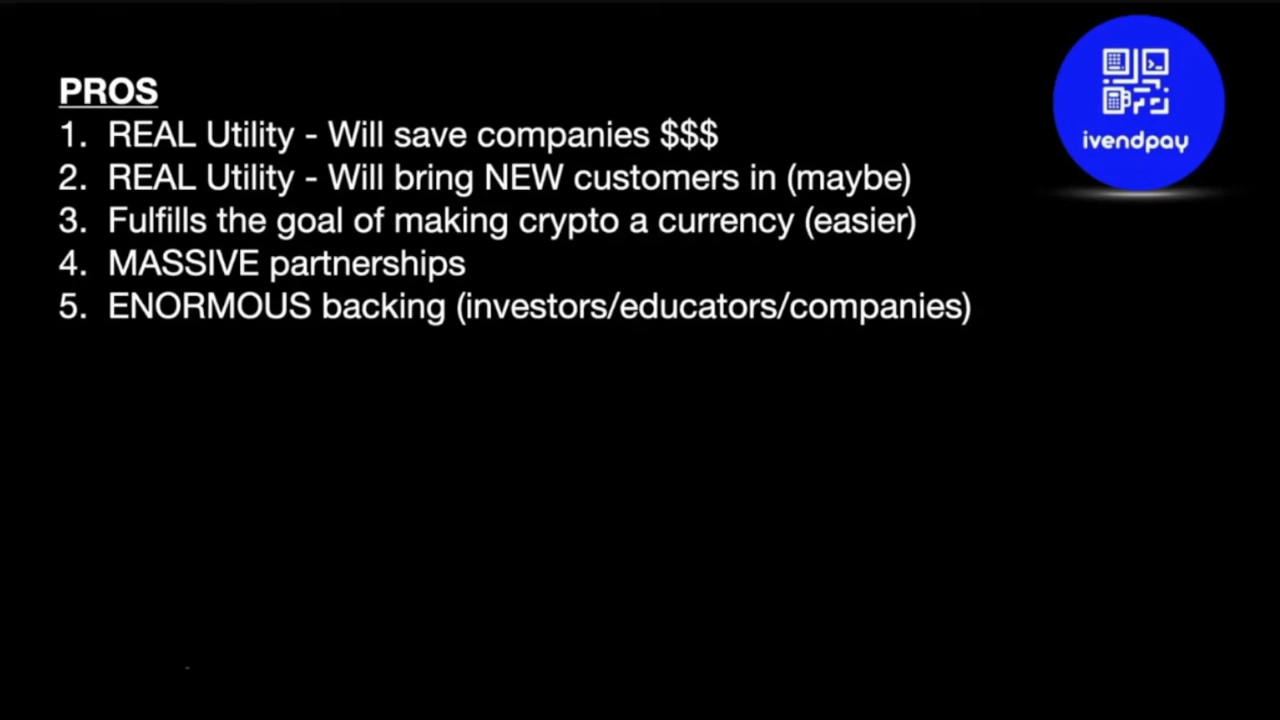 PROS
1. REAL Utility - Will save companies $$$
2. REAL Utility - Will bring NEW customers in (maybe)
3. Fulfills the goal of making crypto a currency (easier)
4. MASSIVE partnerships
5. ENORMOUS backing (investors/educators/companies)
ivendpay